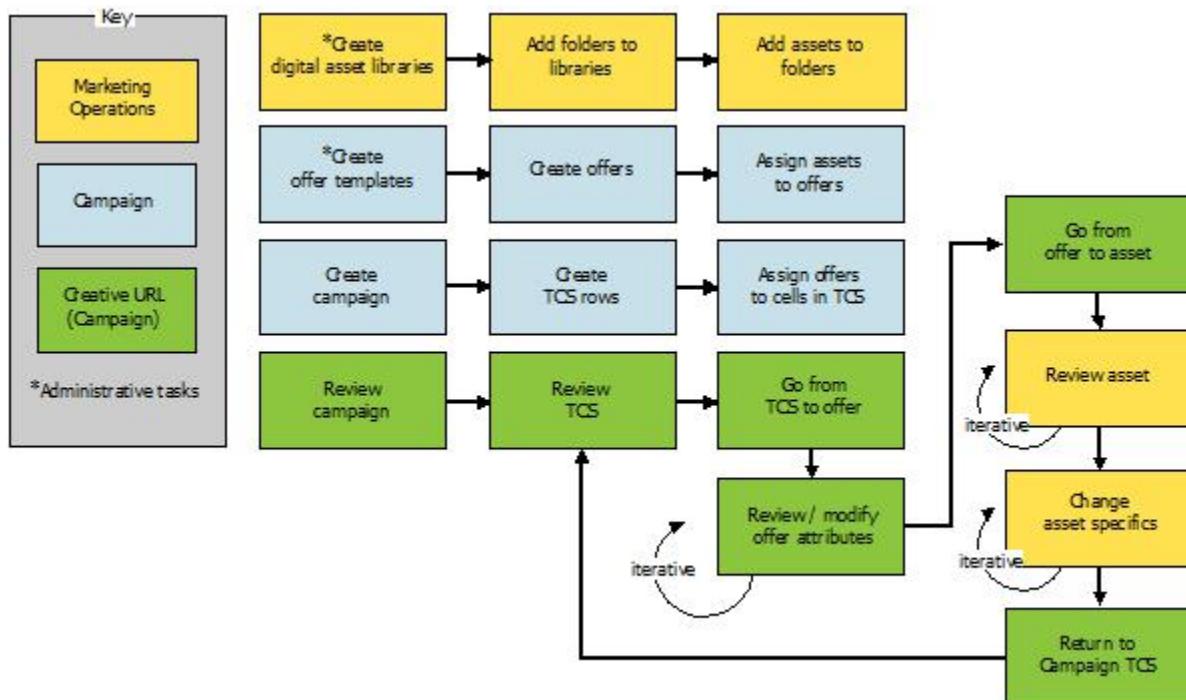 Key
Marketing
Operations
Campaign
Creative URL
(Campaign)
*Administrative tasks
*Create
digital asset libraries
Add folders to
libraries
Add assets to
folders
*Create
offer templates
Create offers
Assign assets
to offers
Create
campaign
Create
TCS rows
Assign offers
to cells in TCS
Review
campaign
Review
TCS
Go from
TCS to offer
Review / modify
offer attributes
iterative
Go from
offer to asset
Review asset
iterative
Change
asset specifics
iterative
Return to
Campaign TCS